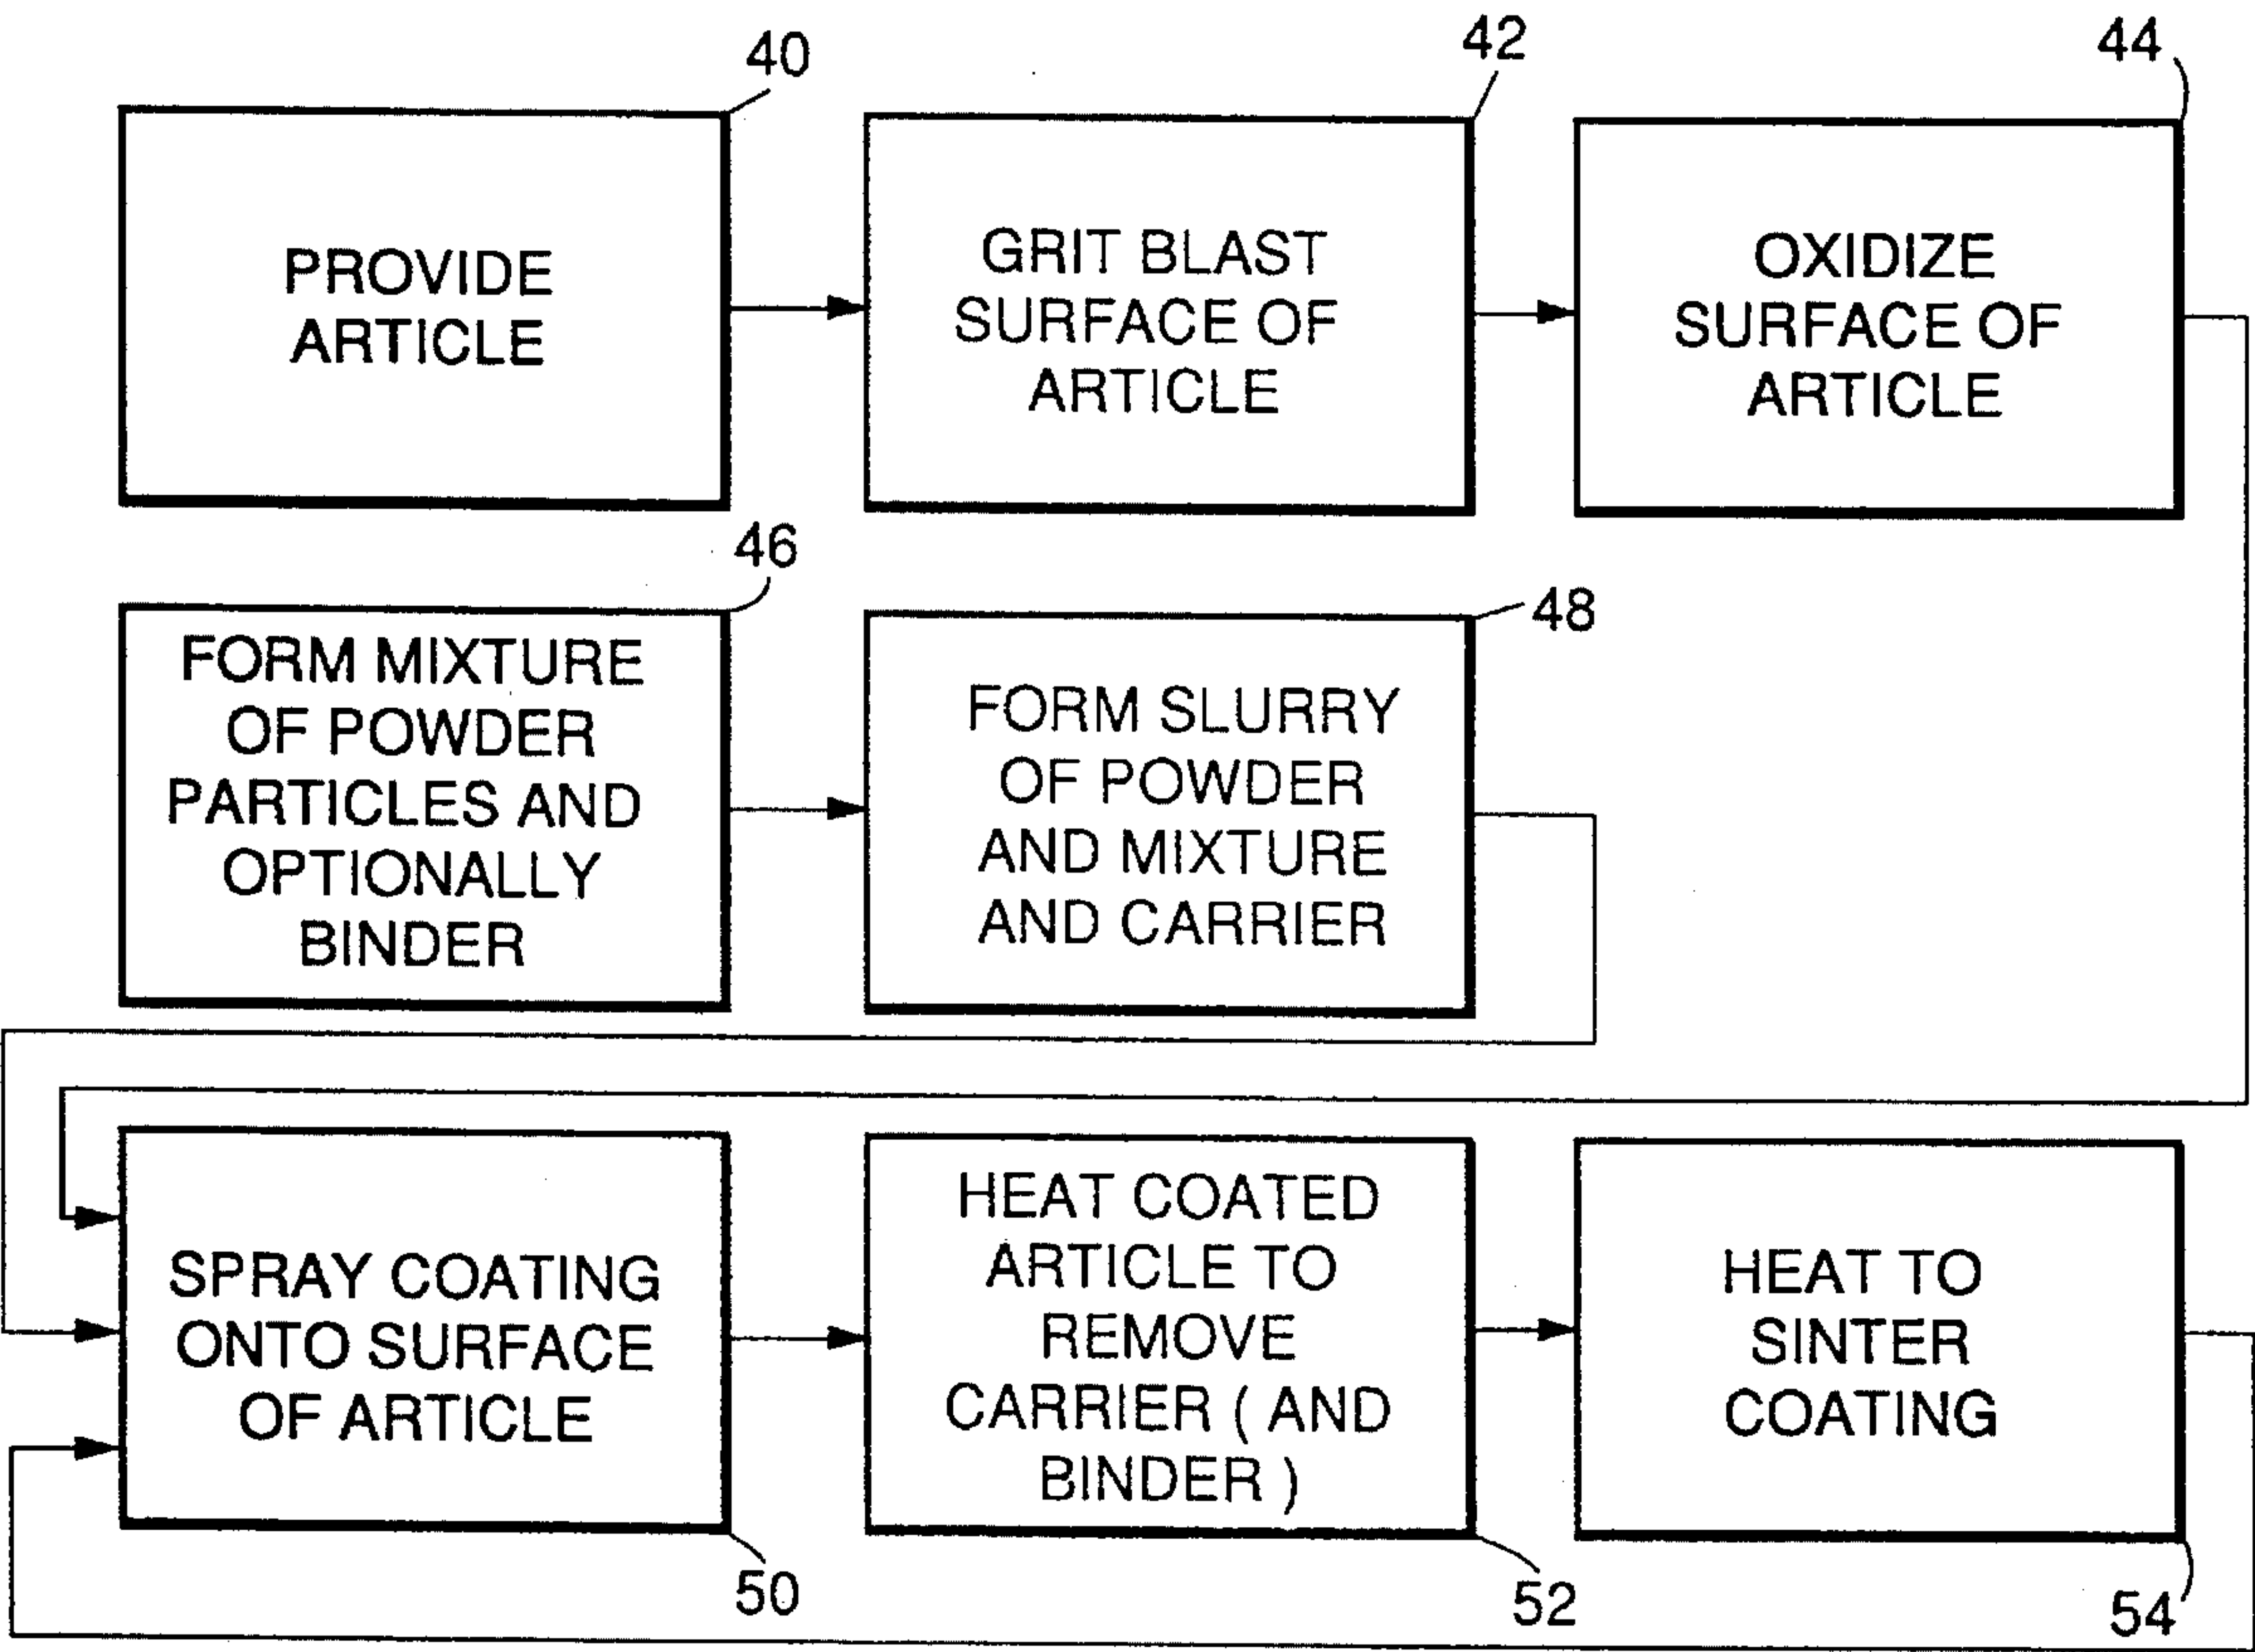 40
PROVIDE
ARTICLE
42
GRIT BLAST
SURFACE OF
ARTICLE
44
OXIDIZE
SURFACE OF
ARTICLE
46
FORM MIXTURE
OF POWDER
PARTICLES AND
OPTIONALLY
BINDER
48
FORM SLURRY
OF POWDER
AND MIXTURE
AND CARRIER
SPRAY COATING
ONTO SURFACE
OF ARTICLE
50
HEAT COATED
ARTICLE TO
REMOVE
CARRIER ( AND
BINDER )
52
HEAT TO
SINTER
COATING
54